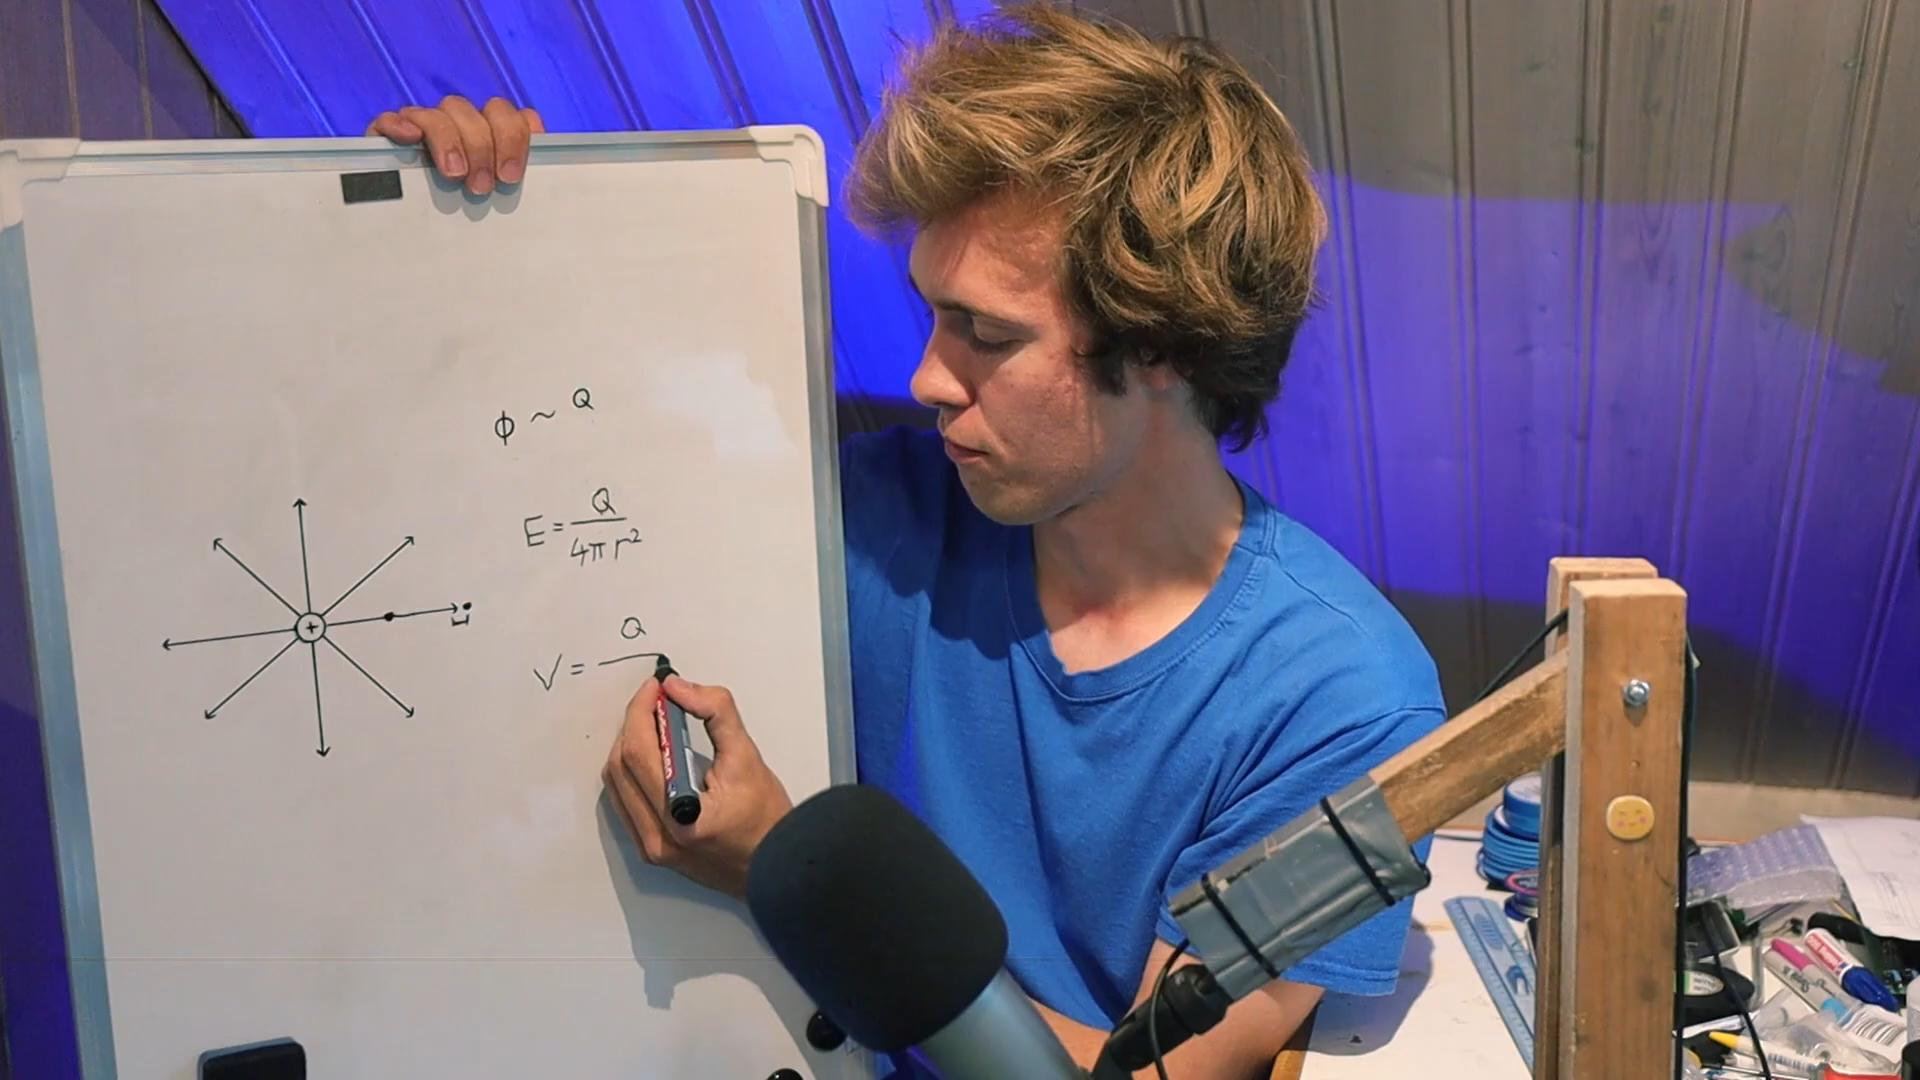 ϕ ~ Q
E = Q / 4πr²
V = Q
+